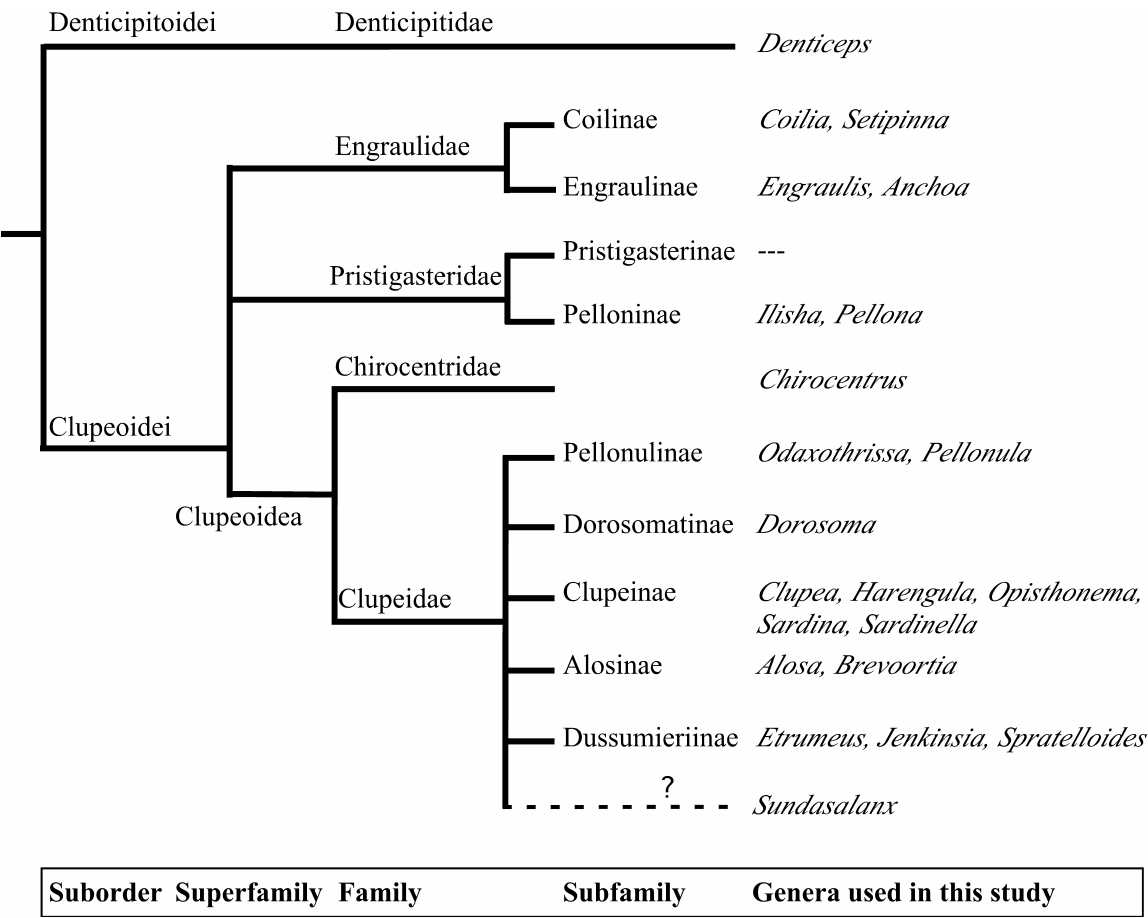 Denticipitoidei Denticipitidae
Denticeps
Coilinae Coilia, Setipinna
Engraulidae
Engraulinae Engraulis, Anchoa
Pristigasterinae ---
Pristigasteridae
Pelloninae Ilisha, Pellona
Chirocentridae
Chirocentrus
Clupeoidei
Pellonulinae Odaxothrissa, Pellonula
Clupeoidea
Dorosomatinae Dorosoma
Clupeidae
Clupeinae Clupea, Harengula, Opisthonema,
Sardina, Sardinella
Alosinae Alosa, Brevoortia
Dussumieriinae Etrumeus, Jenkinsia, Spratelloides
?
Sundasalanx
Suborder Superfamily Family Subfamily Genera used in this study